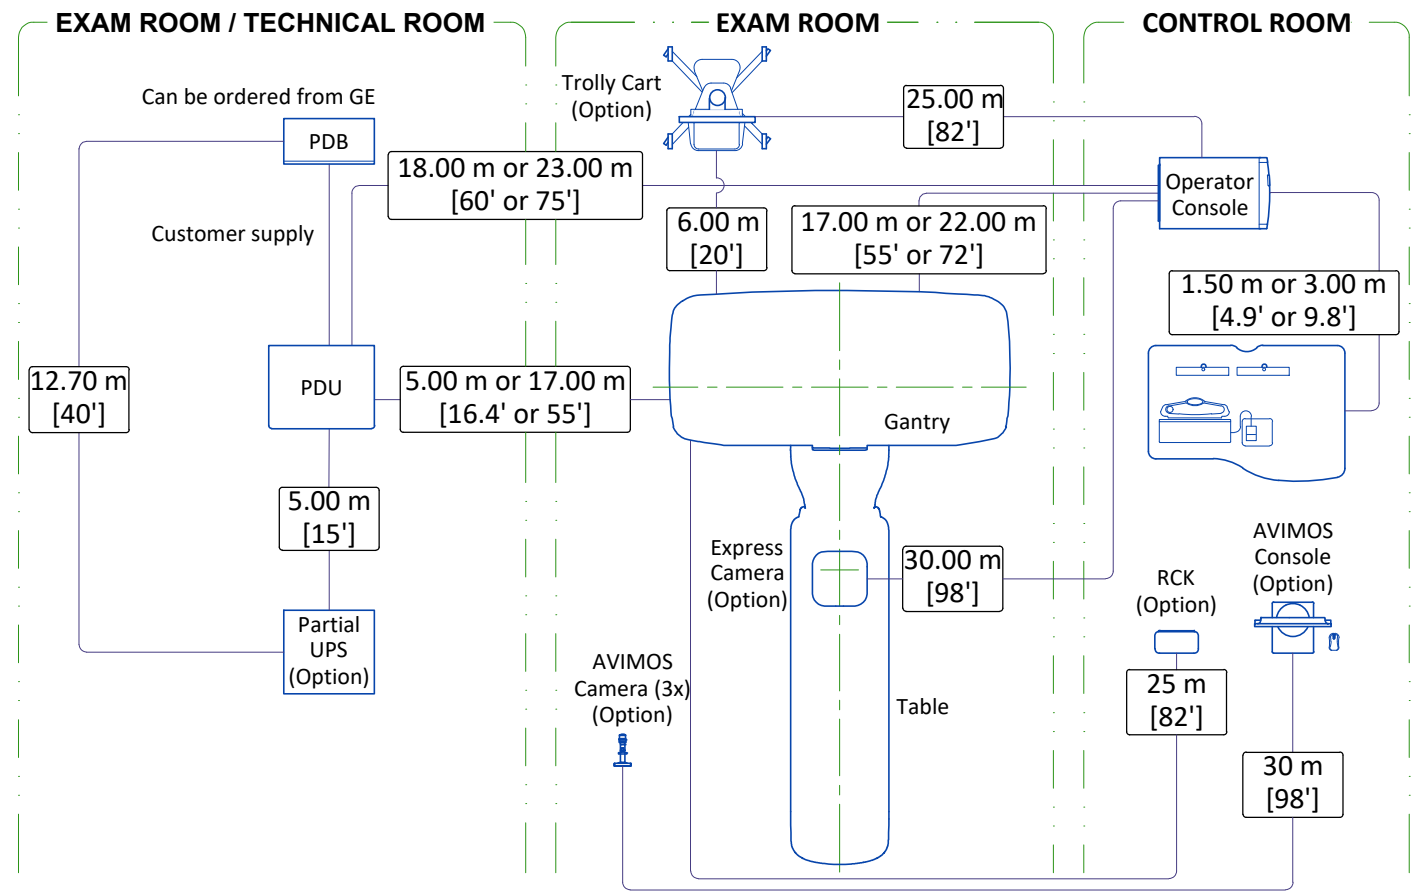 EXAM ROOM / TECHNICAL ROOM
EXAM ROOM
CONTROL ROOM
Can be ordered from GE
PDB
Customer supply
18.00 m or 23.00 m
[60' or 75']
12.70 m
[40']
PDU
5.00 m or 17.00 m
[16.4' or 55']
5.00 m
[15']
Partial
UPS
(Option)
Trolly Cart
(Option)
25.00 m
[82']
6.00 m
[20']
17.00 m or 22.00 m
[55' or 72']
Gantry
Express
Camera
(Option)
30.00 m
[98']
AVIMOS
Camera (3x)
(Option)
Table
Operator
Console
1.50 m or 3.00 m
[4.9' or 9.8']
RCK
(Option)
25 m
[82']
AVIMOS
Console
(Option)
30 m
[98']